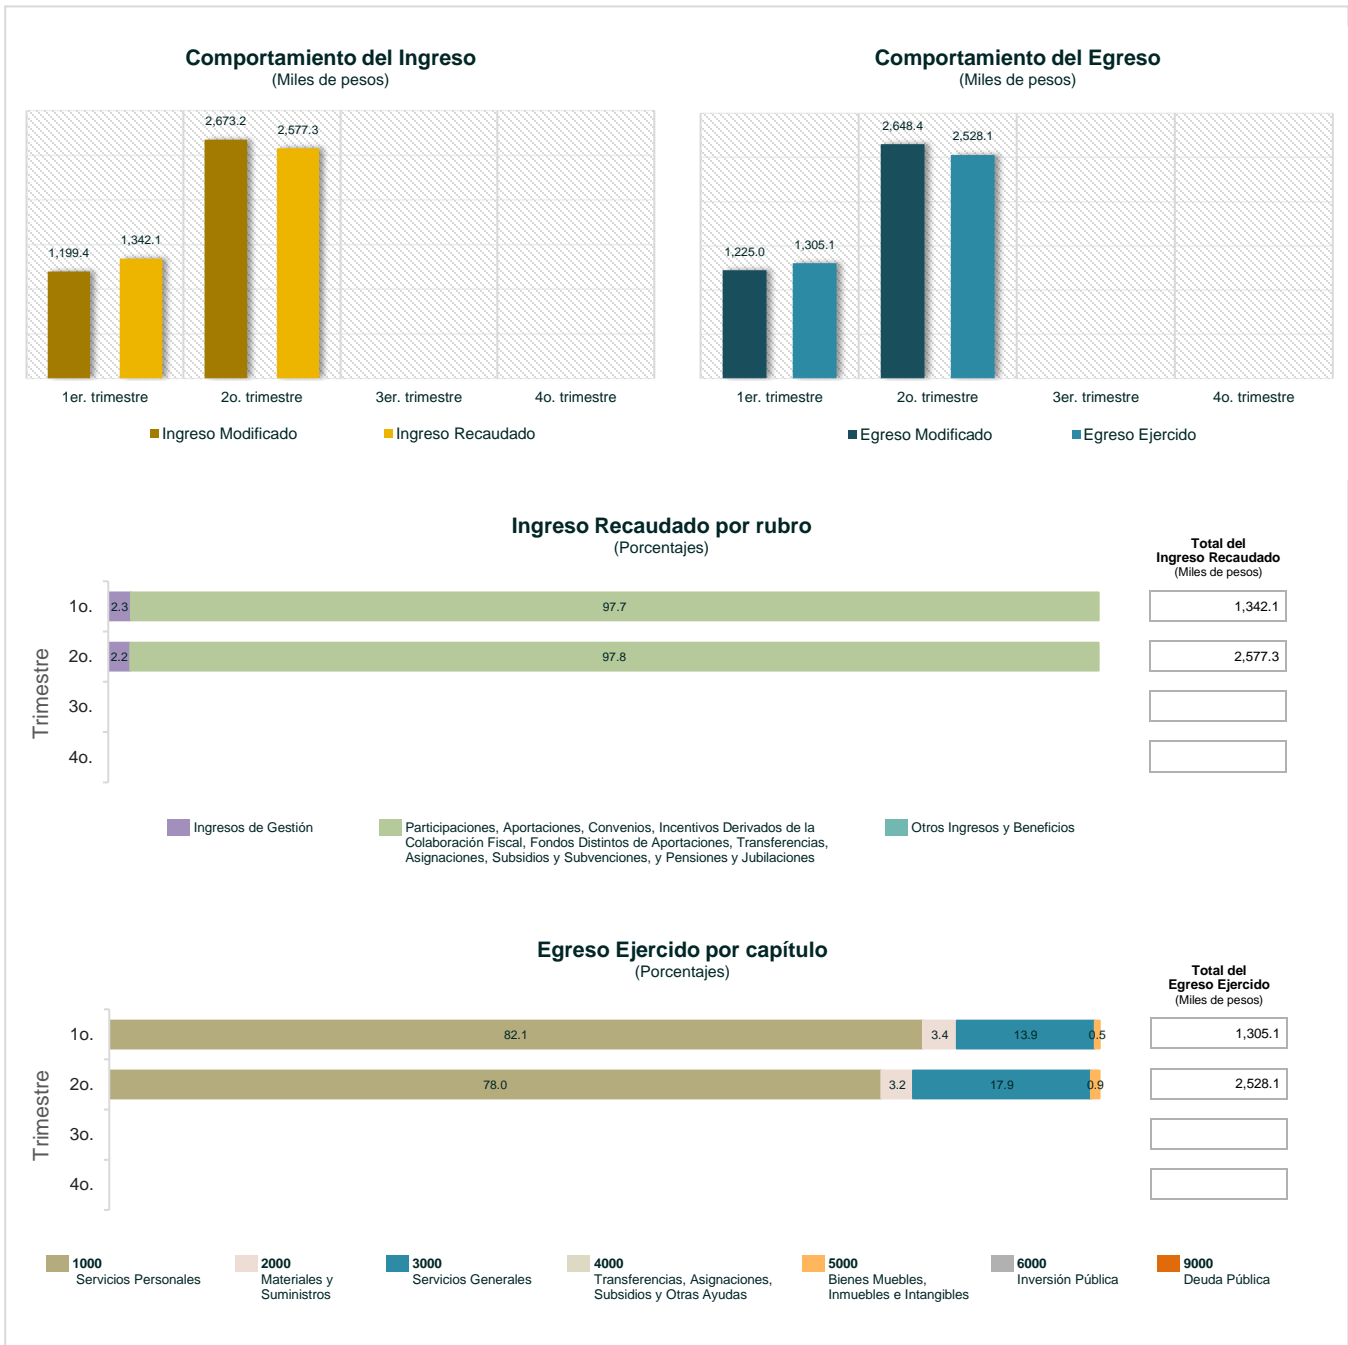 Comportamiento del Ingreso
(Miles de pesos)
2,673.2
2,577.3
1,342.1
1,199.4
1er. trimestre
2o. trimestre
3er. trimestre
4o. trimestre
Ingreso Modificado
Ingreso Recaudado
Comportamiento del Egreso
(Miles de pesos)
2,648.4
2,528.1
1,225.0
1,305.1
1er. trimestre
2o. trimestre
3er. trimestre
4o. trimestre
Egreso Modificado
Egreso Ejercido
Ingreso Recaudado por rubro
(Porcentajes)
Total del
Ingreso Recaudado
(Miles de pesos)
Trimestre
1o.
2.3
97.7
1,342.1
2o.
2.2
97.8
2,577.3
3o.
4o.
Ingresos de Gestión
Participaciones, Aportaciones, Convenios, Incentivos Derivados de la
Colaboración Fiscal, Fondos Distintos de Aportaciones, Transferencias,
Asignaciones, Subsidios y Subvenciones, y Pensiones y Jubilaciones
Otros Ingresos y Beneficios
Egreso Ejercido por capítulo
(Porcentajes)
Total del
Egreso Ejercido
(Miles de pesos)
Trimestre
1o.
82.1
3.4
13.9
0.5
1,305.1
2o.
78.0
3.2
17.9
0.9
2,528.1
3o.
4o.
1000
Servicios Personales
2000
Materiales y
Suministros
3000
Servicios Generales
4000
Transferencias, Asignaciones,
Subsidios y Otras Ayudas
5000
Bienes Muebles,
Inmuebles e Intangibles
6000
Inversión Pública
9000
Deuda Pública